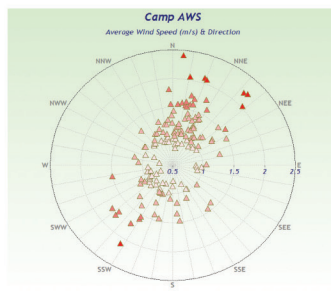 Camp AWS
Average Wind Speed (m/s) & Direction
N
NNW
NNE
NWW
NEE
W
0.5
1
1.5
2
2.5
E
SWW
SEE
SSW
SSE
S